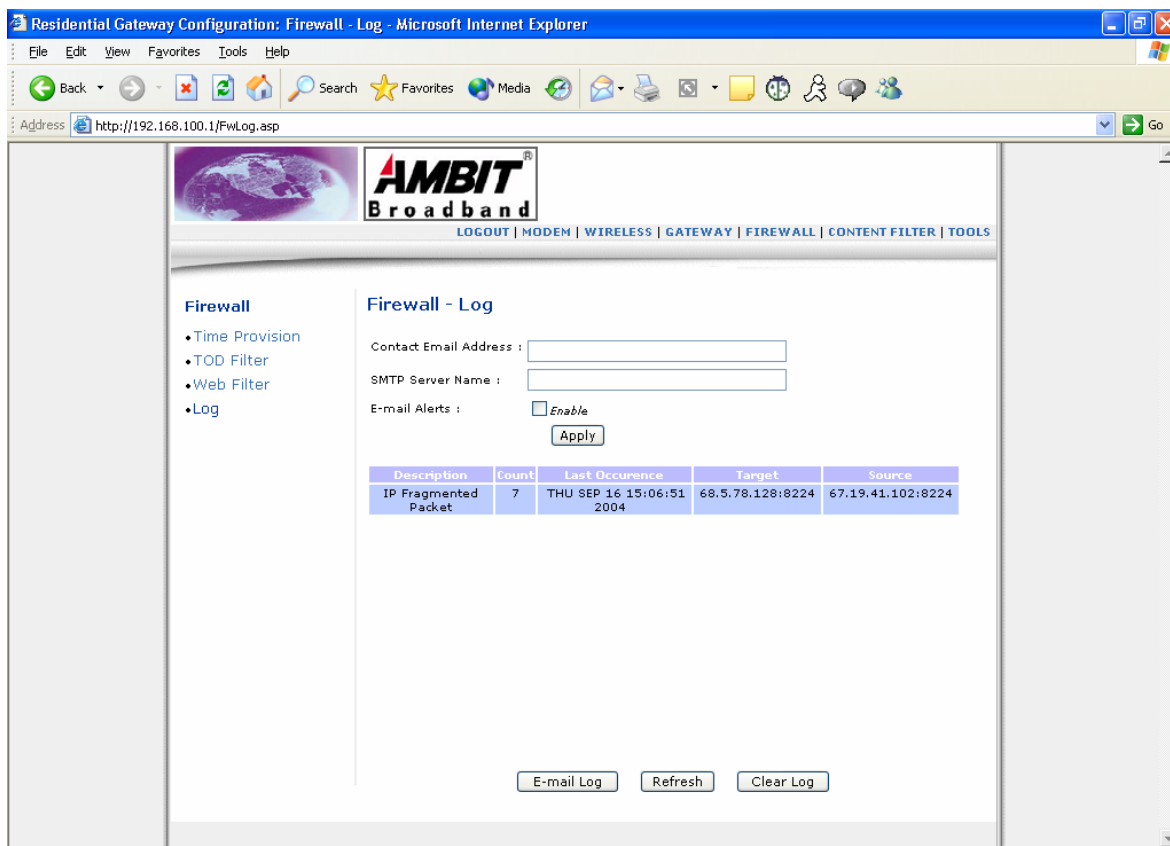 Residential Gateway Configuration: Firewall - Log - Microsoft Internet Explorer
File Edit View Favorites Tools Help
Back Search Favorites Media
Address http://192.168.100.1/FwLog.asp Go
AMBIT®
Broadband
LOGOUT | MODEM | WIRELESS | GATEWAY | FIREWALL | CONTENT FILTER | TOOLS
Firewall
Time Provision
TOD Filter
Web Filter
Log
Firewall - Log
Contact Email Address :
SMTP Server Name :
E-mail Alerts : Enable
Apply
Description Count Last Occurence Target Source
IP Fragmented 7 THU SEP 16 15:06:51 68.5.78.128:8224 67.19.41.102:8224
Packet 2004
E-mail Log Refresh Clear Log